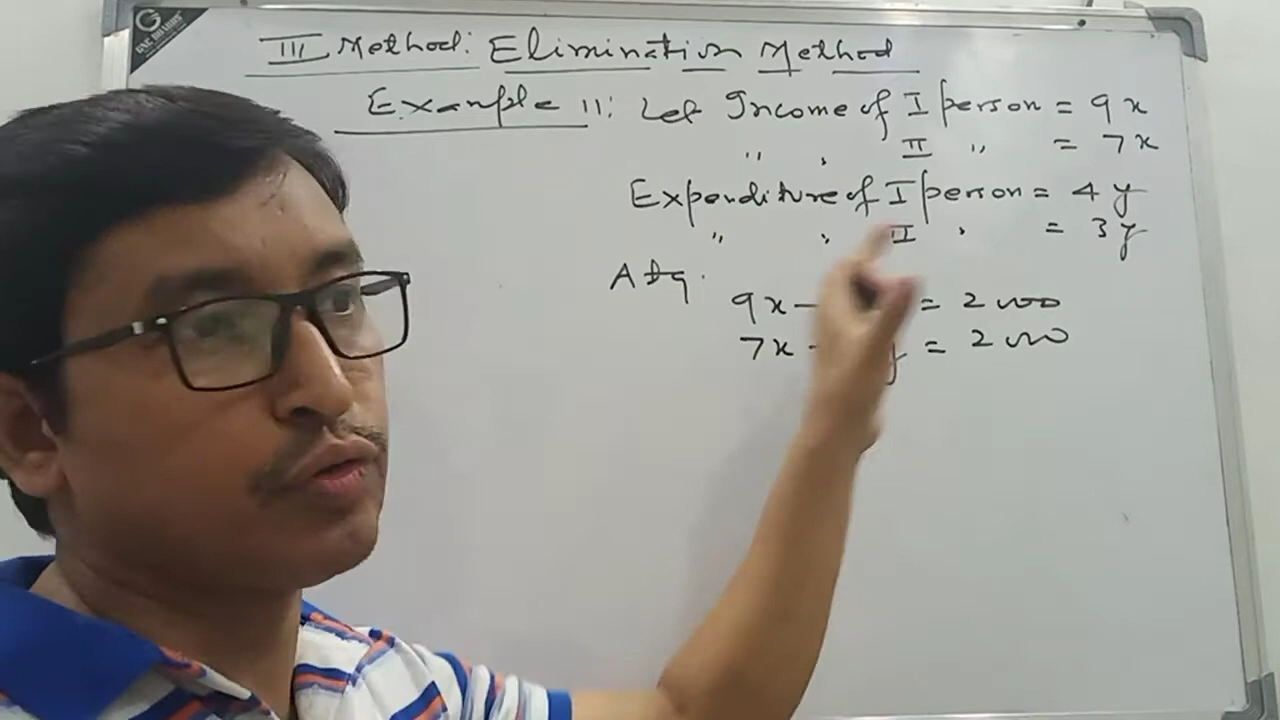 III Method: Elimination Method
Example 11: Let Income of I person = 9x
" , II " = 7x
Expenditure of I person = 4y
" , II , = 3y
Atq.
9x - = 2000
7x - y = 2000